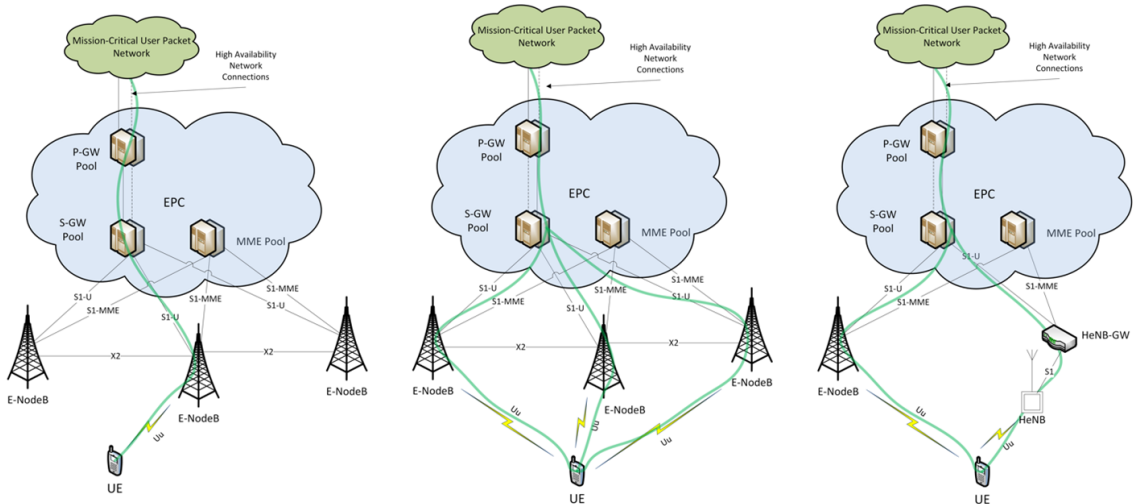 Mission-Critical User Packet
Network
High Availability
Network
Connections
P-GW
Pool
EPC
S-GW
Pool
MME Pool
S1-U
S1-MME
S1-MME
S1-MME
S1-U
S1-U
X2
X2
E-NodeB
E-NodeB
E-NodeB
Uu
UE
Mission-Critical User Packet
Network
High Availability
Network
Connections
P-GW
Pool
EPC
S-GW
Pool
MME Pool
S1-U
S1-MME
S1-MME
S1-MME
S1-U
S1-U
X2
X2
E-NodeB
E-NodeB
E-NodeB
Uu
Uu
Uu
UE
Mission-Critical User Packet
Network
High Availability
Network
Connections
P-GW
Pool
EPC
S-GW
Pool
MME Pool
S1-U
S1-U
S1-MME
S1-MME
HeNB-GW
S1
E-NodeB
HeNB
Uu
Uu
UE